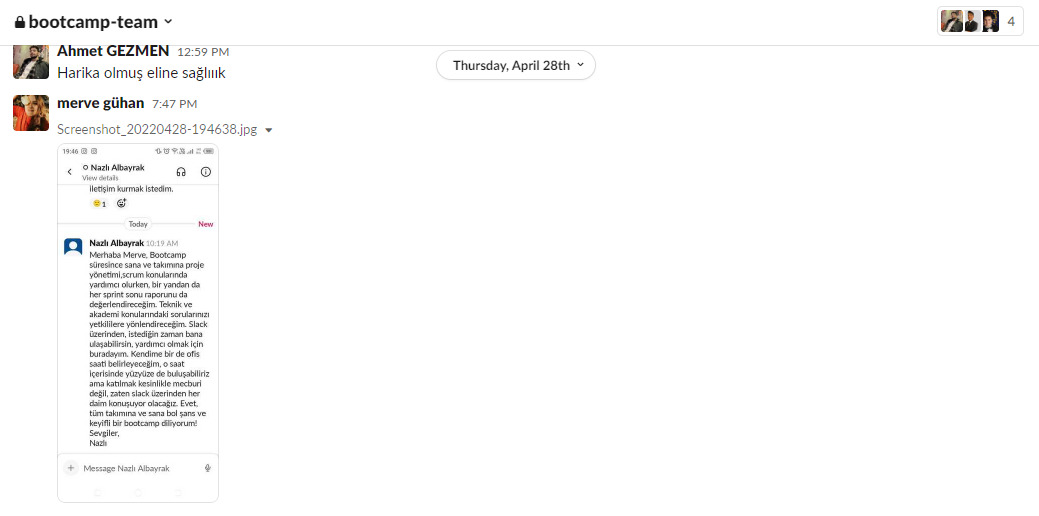 bootcamp-team
4
Ahmet GEZMEN 12:59 PM
Thursday, April 28th
Harika olmuş eline sağlıııkk
merve gühan 7:47 PM
Screenshot_20220428-194638.jpg
19:46
Nazlı Albayrak
View details
iletişim kurmak istedim.
1
Today
New
Nazlı Albayrak 10:19 AM
Merhaba Merve, Bootcamp
süresince sana ve takımına proje
yönetimi,scrum konularında
yardımcı olurken, bir yandan da
her sprint sonu raporunu da
değerlendireceğim. Teknik ve
akademi konularındaki sorularınızı
yetkililere yönlendireceğim. Slack
üzerinden, istediğin zaman bana
ulaşabilirsin, yardımcı olmak için
buradayım. Kendime bir de ofis
saati belirleyeceğim, o saat
içerisinde yüzyüze de buluşabiliriz
ama katılmak kesinlikle mecburi
değil, zaten slack üzerinden her
daim konuşuyor olacağız. Evet,
tüm takımına ve sana bol şans ve
keyifli bir bootcamp diliyorum!
Sevgiler,
Nazlı
Message Nazlı Albayrak